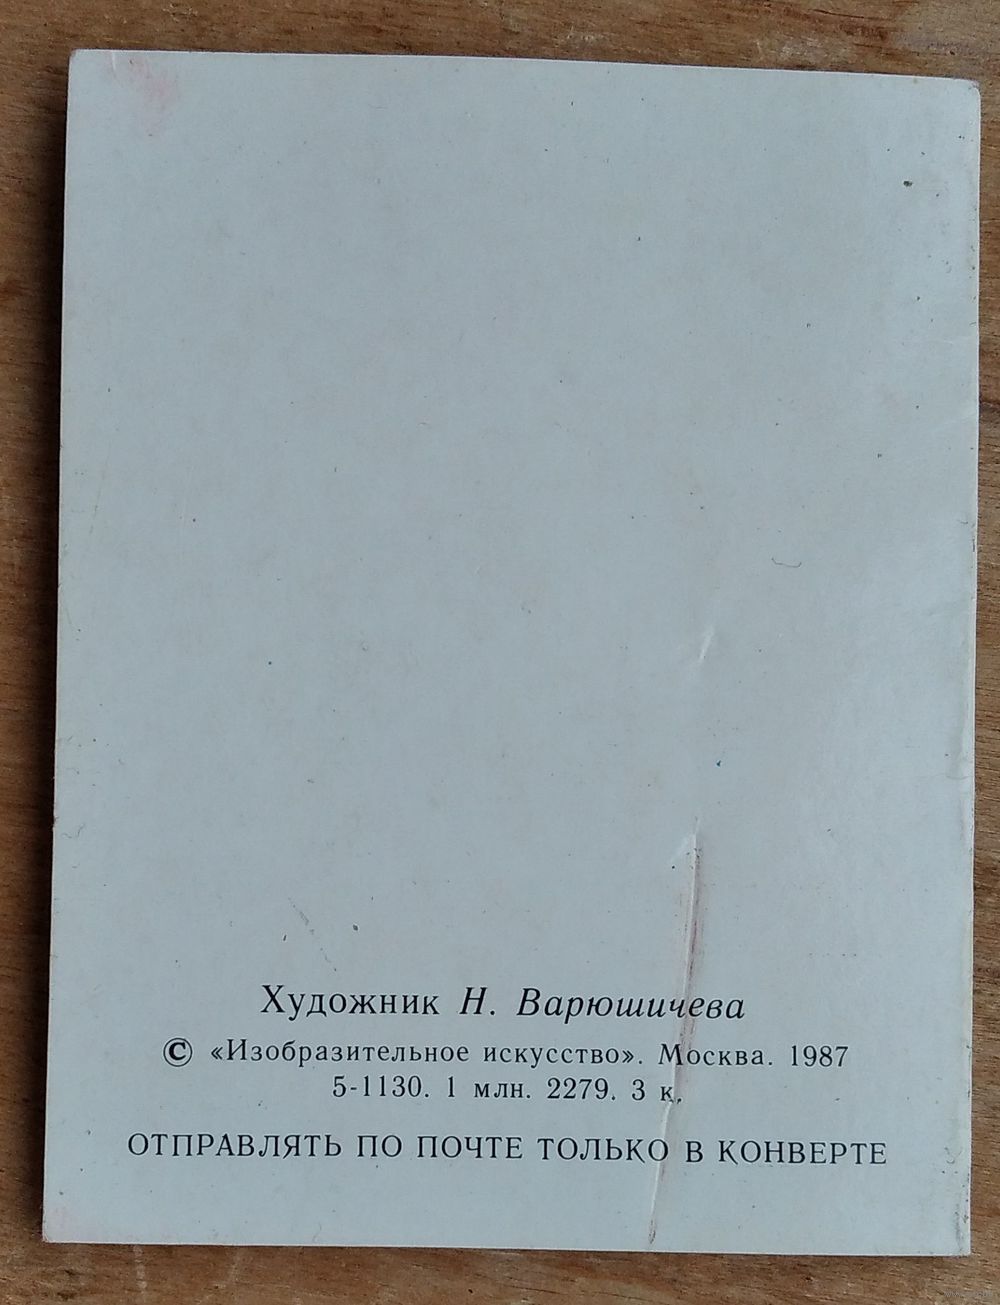 Художник Н. Варюшичева
© «Изобразительное искусство». Москва. 1987
5-1130. 1 млн. 2279. 3 к.
ОТПРАВЛЯТЬ ПО ПОЧТЕ ТОЛЬКО В КОНВЕРТЕ